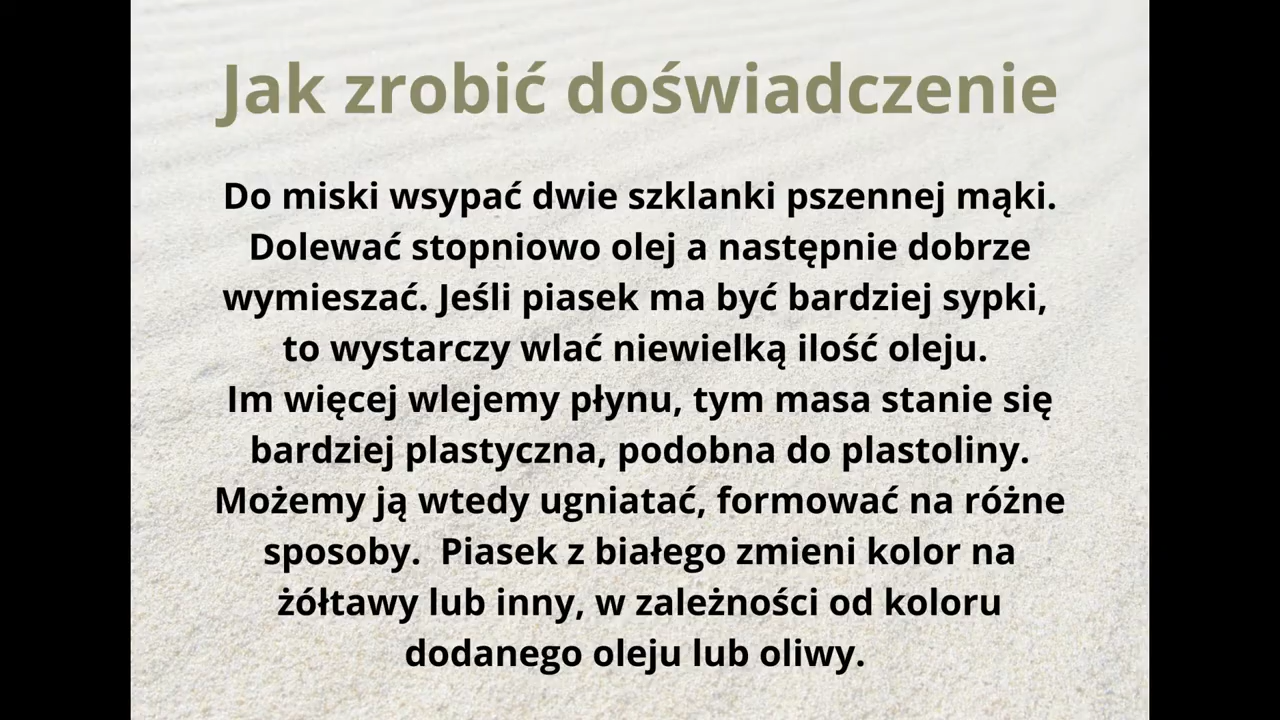 Jak zrobić doświadczenie
Do miski wsypać dwie szklanki pszennej mąki.
Dolewać stopniowo olej a następnie dobrze
wymieszać. Jeśli piasek ma być bardziej sypki,
to wystarczy wlać niewielką ilość oleju.
Im więcej wlejemy płynu, tym masa stanie się
bardziej plastyczna, podobna do plastoliny.
Możemy ją wtedy ugniatać, formować na różne
sposoby.  Piasek z białego zmieni kolor na
żółtawy lub inny, w zależności od koloru
dodanego oleju lub oliwy.